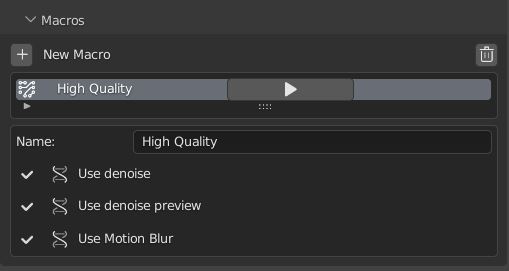 Macros
New Macro
High Quality
Name: High Quality
Use denoise
Use denoise preview
Use Motion Blur